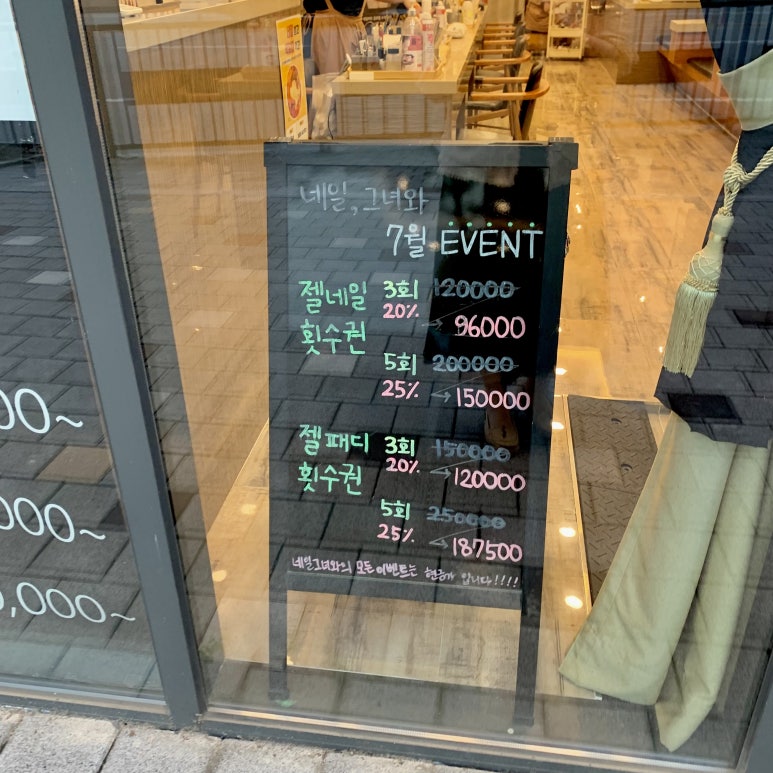 네일, 그녀와
7월 EVENT
젤네일 3회 120000
20% → 96000
횟수권
5회 200000
25% → 150000
젤패디 3회 150000
20% → 120000
횟수권
5회 250000
25% → 187500
네일그녀와의 모든 이벤트는 현금가 입니다!!!!
00~
000~
,000~